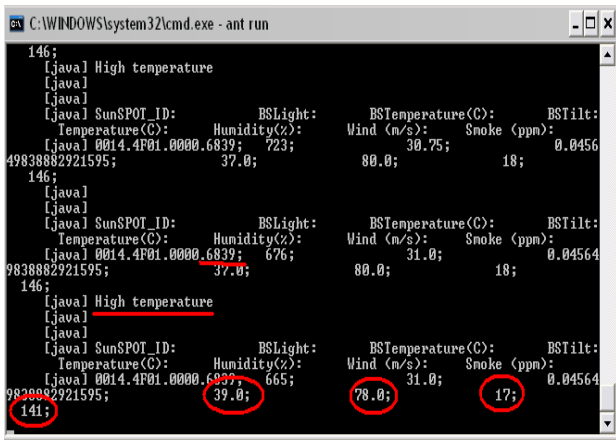 C:\WINDOWS\system32\cmd.exe - ant run
146;
[java] High temperature
[java]
[java]
[java] SunSPOT_ID: BSLight: BSTemperature(C): BSTilt:
Temperature(C): Humidity(%): Wind (m/s): Smoke (ppm):
[java] 0014.4F01.0000.6839; 723; 30.75; 0.0456
49838882921595; 37.0; 80.0; 18;
146;
[java]
[java]
[java] SunSPOT_ID: BSLight: BSTemperature(C): BSTilt:
Temperature(C): Humidity(%): Wind (m/s): Smoke (ppm):
[java] 0014.4F01.0000.6839; 676; 31.0; 0.04564
9838882921595; 37.0; 80.0; 18;
146;
[java] High temperature
[java]
[java]
[java] SunSPOT_ID: BSLight: BSTemperature(C): BSTilt:
Temperature(C): Humidity(%): Wind (m/s): Smoke (ppm):
[java] 0014.4F01.0000.6839; 665; 31.0; 0.04564
9838882921595; 39.0; 78.0; 17;
141;